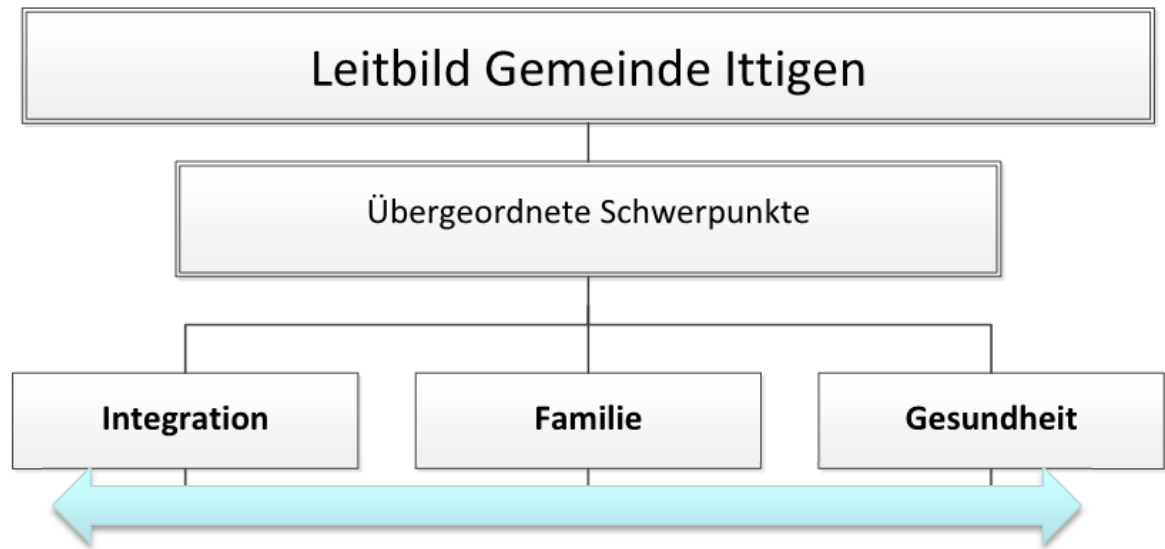 Leitbild Gemeinde Ittigen
Übergeordnete Schwerpunkte
Integration
Familie
Gesundheit